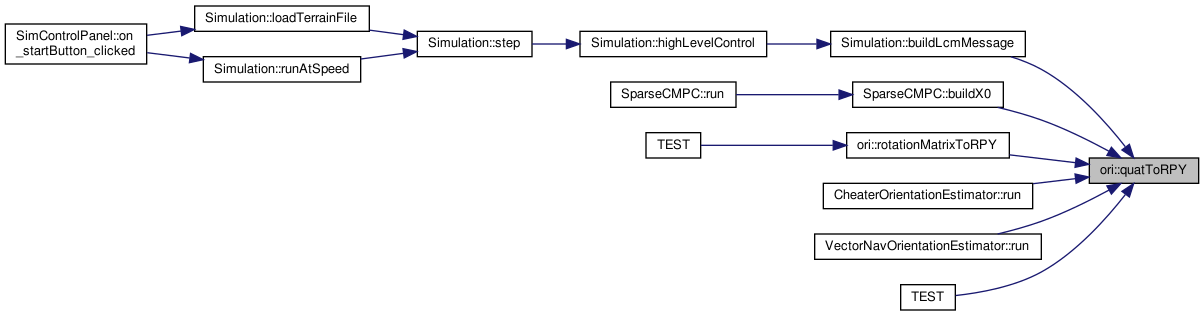 SimControlPanel::on
_startButton_clicked
Simulation::loadTerrainFile
Simulation::runAtSpeed
Simulation::step
Simulation::highLevelControl
Simulation::buildLcmMessage
SparseCMPC::run
SparseCMPC::buildX0
TEST
ori::rotationMatrixToRPY
ori::quatToRPY
CheaterOrientationEstimator::run
VectorNavOrientationEstimator::run
TEST